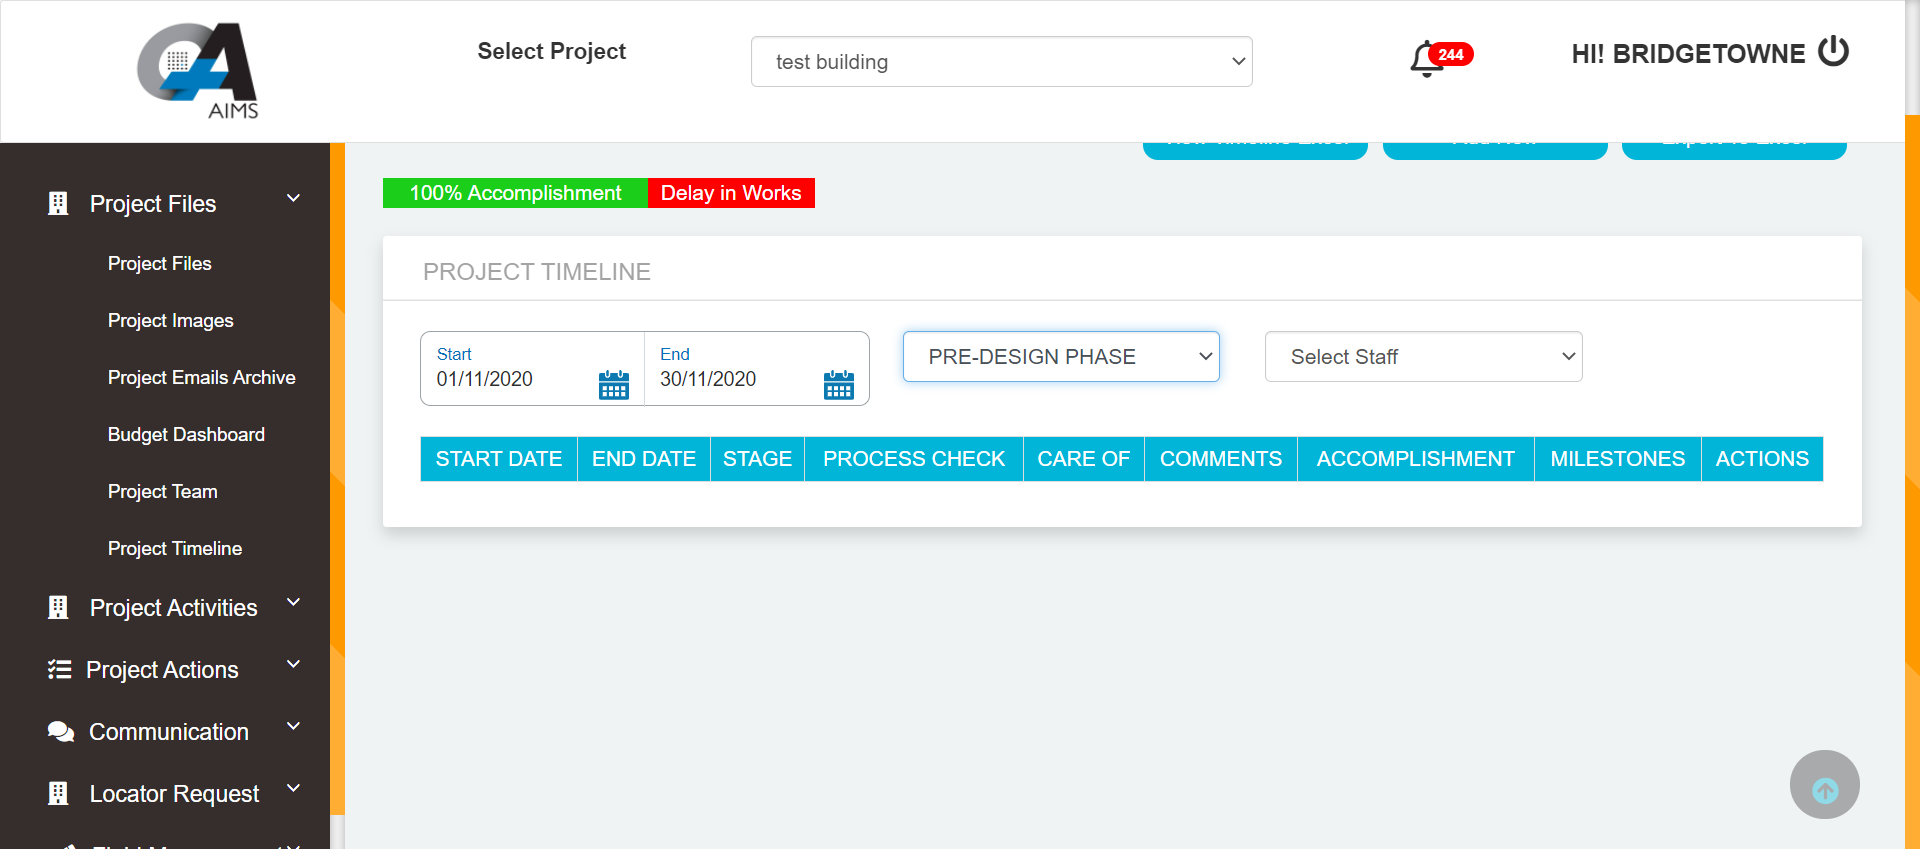 AIMS
Select Project
test building
244
HI! BRIDGETOWNE
Project Files
Project Files
Project Images
Project Emails Archive
Budget Dashboard
Project Team
Project Timeline
Project Activities
Project Actions
Communication
Locator Request
100% Accomplishment
Delay in Works
PROJECT TIMELINE
Start
01/11/2020
End
30/11/2020
PRE-DESIGN PHASE
Select Staff
START DATE END DATE STAGE PROCESS CHECK CARE OF COMMENTS ACCOMPLISHMENT MILESTONES ACTIONS